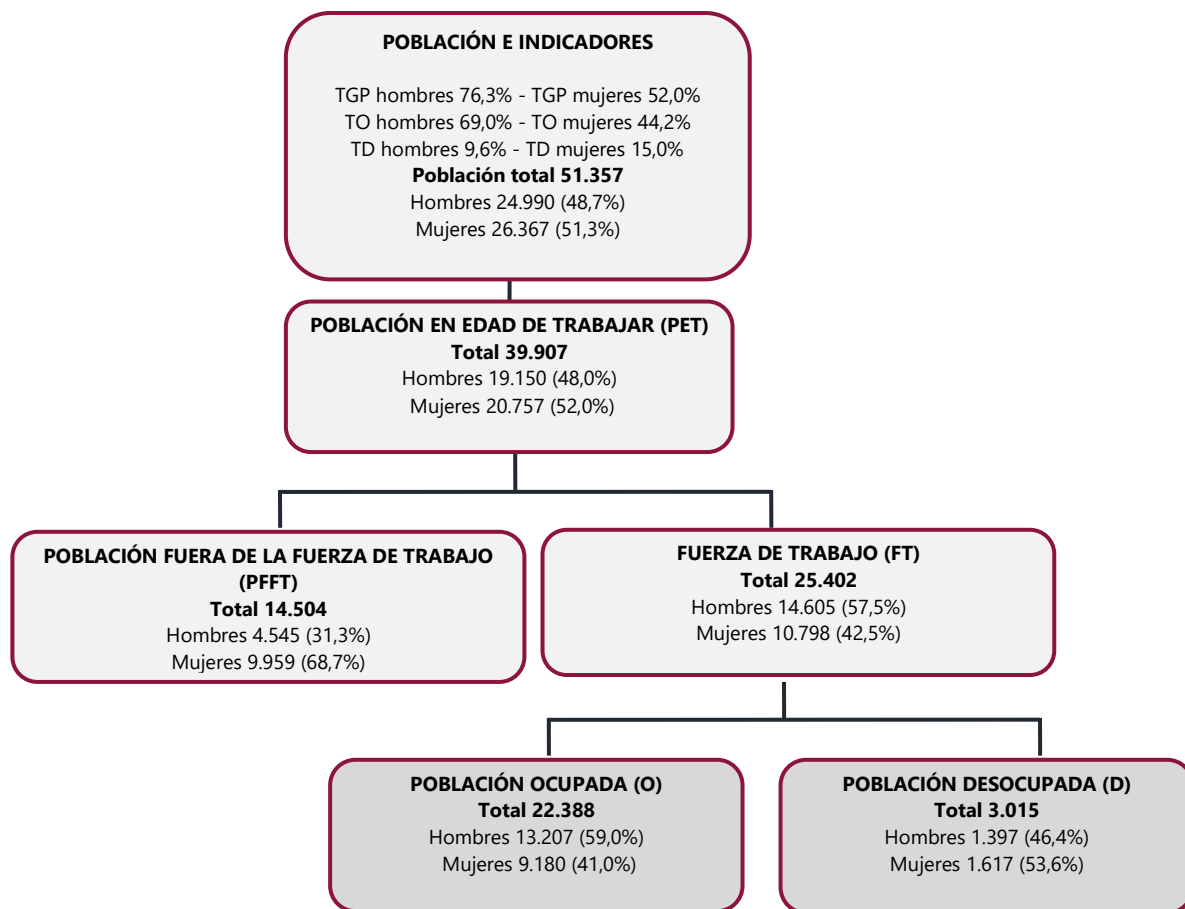 POBLACIÓN E INDICADORES
TGP hombres 76,3% - TGP mujeres 52,0%
TO hombres 69,0% - TO mujeres 44,2%
TD hombres 9,6% - TD mujeres 15,0%
Población total 51.357
Hombres 24.990 (48,7%)
Mujeres 26.367 (51,3%)
POBLACIÓN EN EDAD DE TRABAJAR (PET)
Total 39.907
Hombres 19.150 (48,0%)
Mujeres 20.757 (52,0%)
POBLACIÓN FUERA DE LA FUERZA DE TRABAJO
(PFFT)
Total 14.504
Hombres 4.545 (31,3%)
Mujeres 9.959 (68,7%)
FUERZA DE TRABAJO (FT)
Total 25.402
Hombres 14.605 (57,5%)
Mujeres 10.798 (42,5%)
POBLACIÓN OCUPADA (O)
Total 22.388
Hombres 13.207 (59,0%)
Mujeres 9.180 (41,0%)
POBLACIÓN DESOCUPADA (D)
Total 3.015
Hombres 1.397 (46,4%)
Mujeres 1.617 (53,6%)